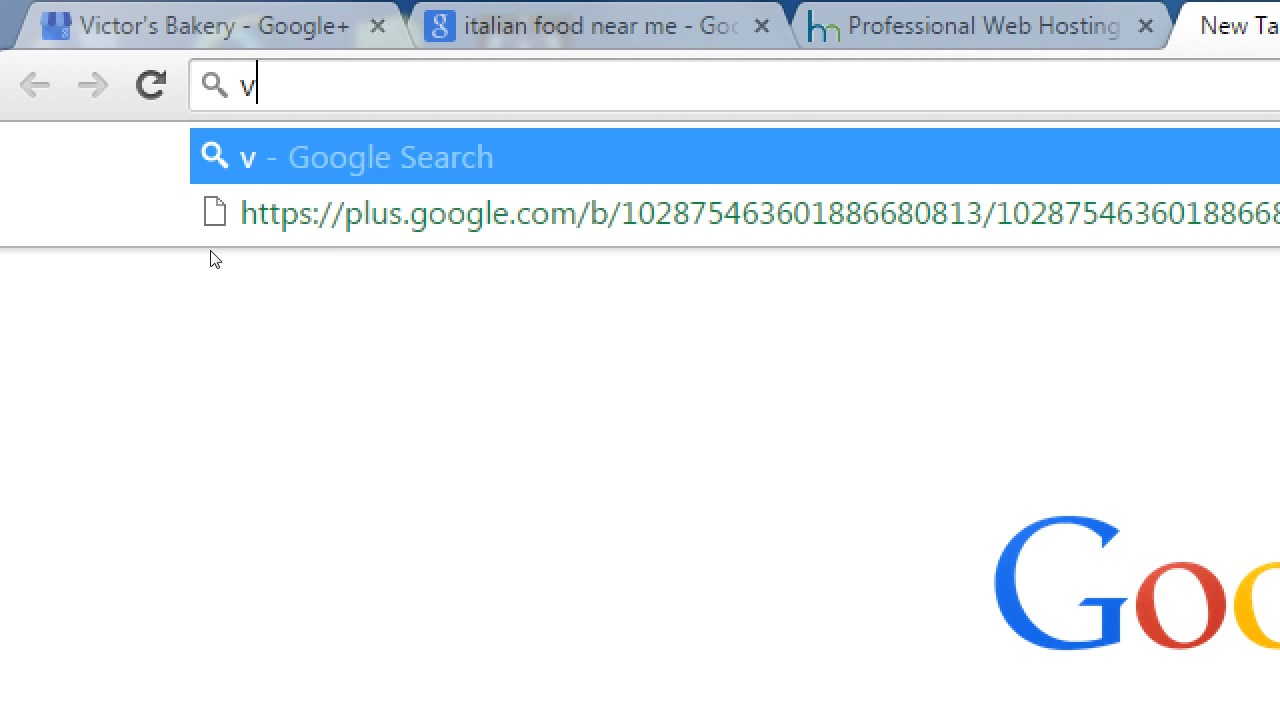 Victor's Bakery - Google+
italian food near me - Goo
Professional Web Hosting
New Ta
v
v - Google Search
https://plus.google.com/b/102875463601886680813/10287546360188668
Goo